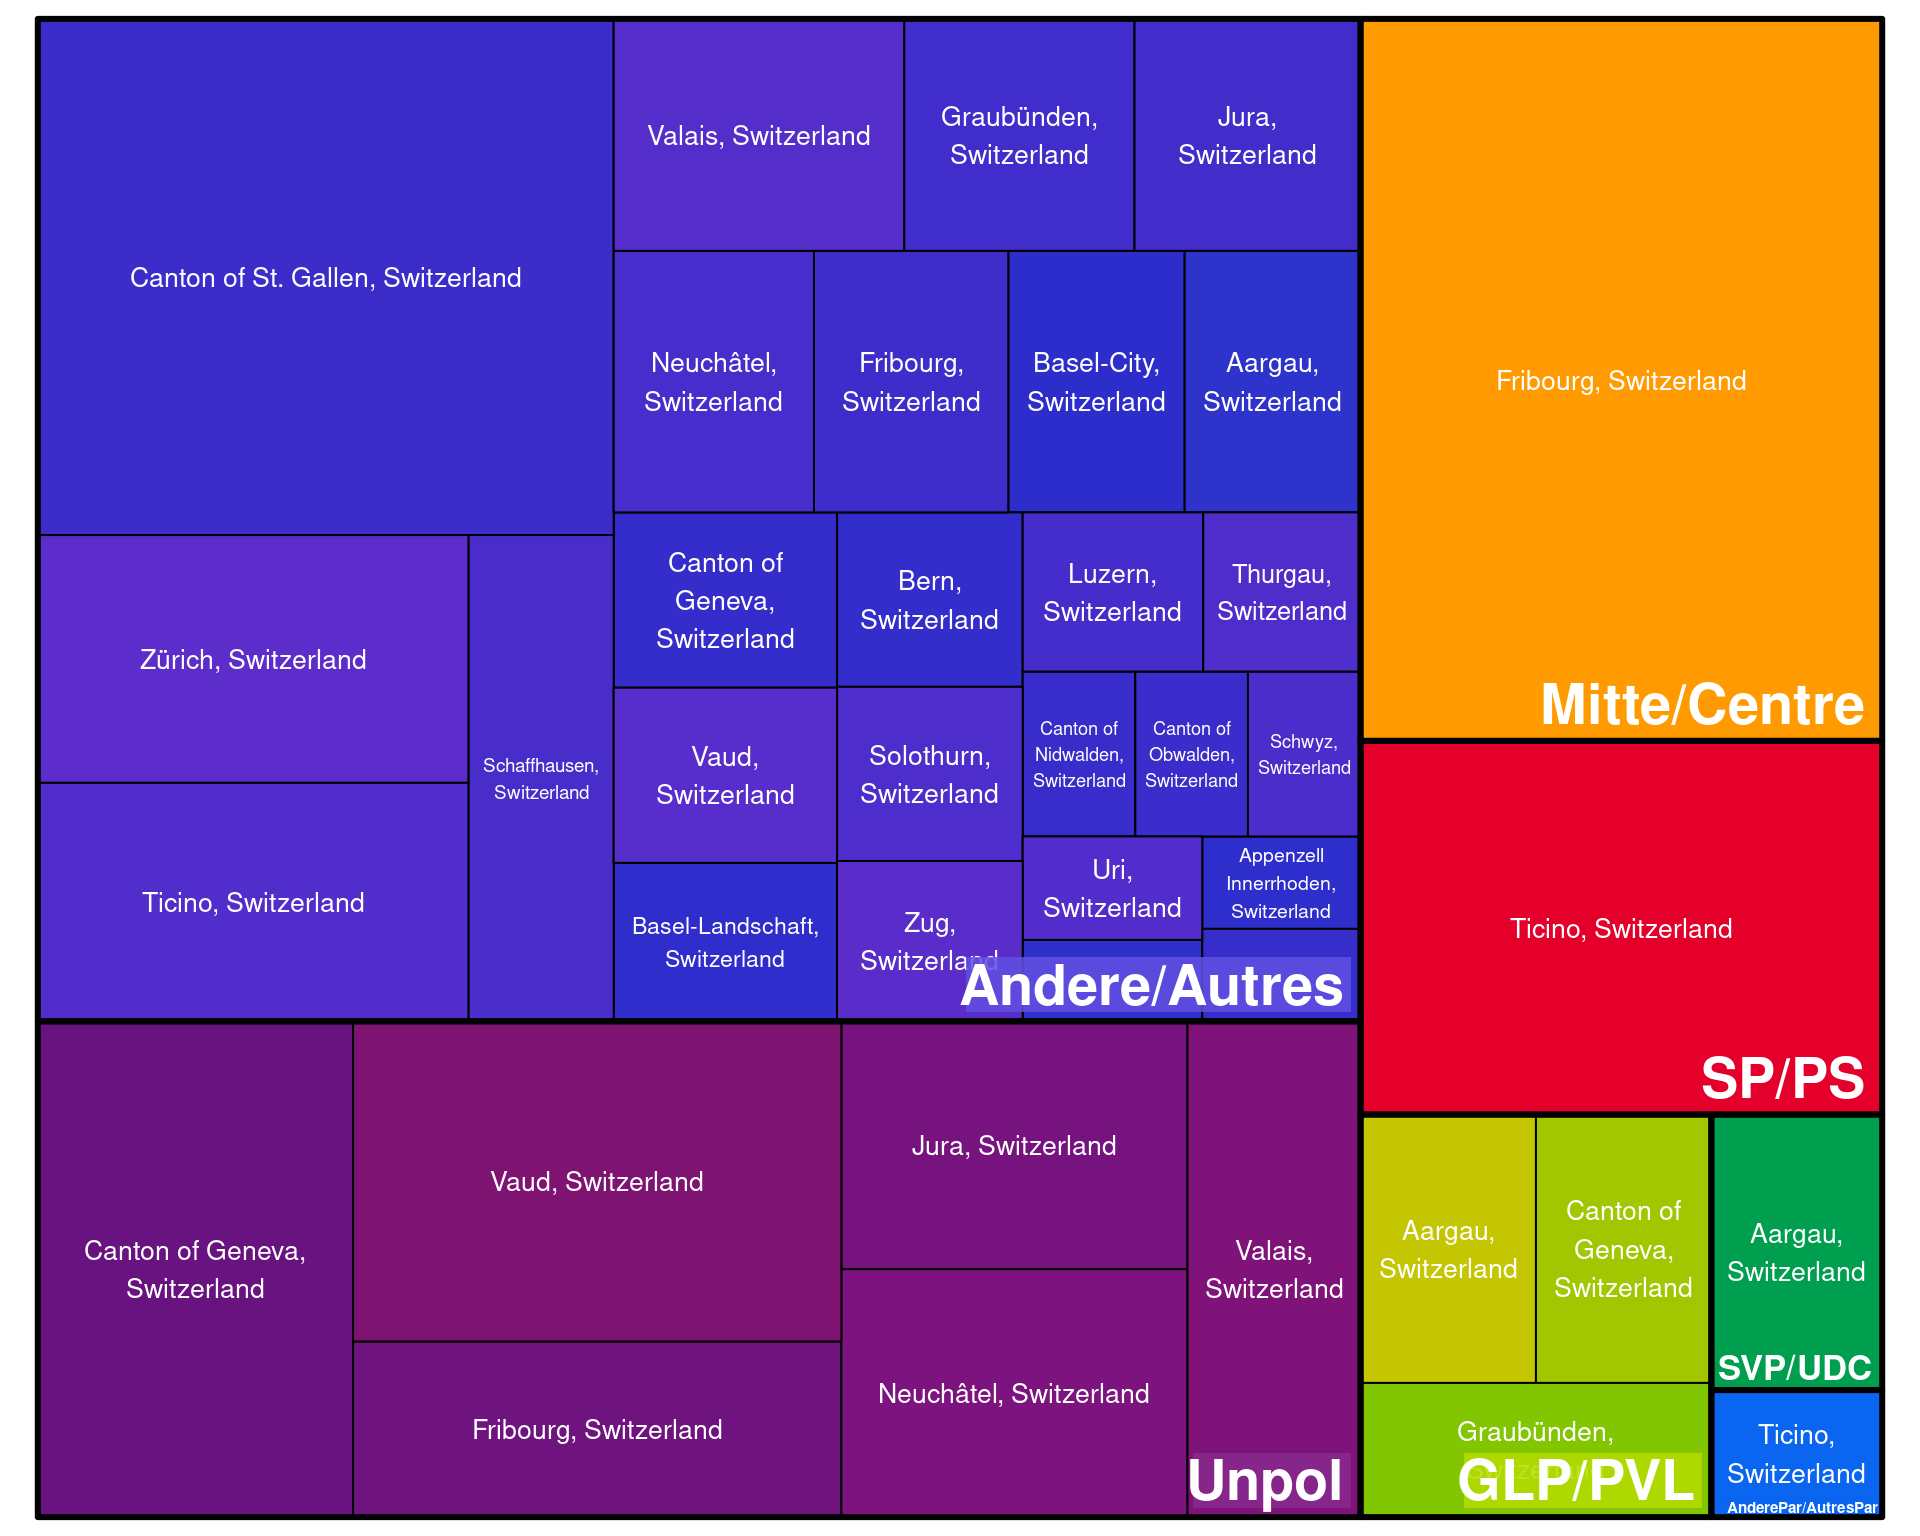 Canton of St. Gallen, Switzerland
Valais, Switzerland
Graubünden,
Switzerland
Jura,
Switzerland
Neuchâtel,
Switzerland
Fribourg,
Switzerland
Basel-City,
Switzerland
Aargau,
Switzerland
Zürich, Switzerland
Ticino, Switzerland
Schaffhausen,
Switzerland
Canton of
Geneva,
Switzerland
Bern,
Switzerland
Luzern,
Switzerland
Thurgau,
Switzerland
Vaud,
Switzerland
Solothurn,
Switzerland
Canton of
Nidwalden,
Switzerland
Canton of
Obwalden,
Switzerland
Schwyz,
Switzerland
Basel-Landschaft,
Switzerland
Zug,
Switzerland
Uri,
Switzerland
Appenzell
Innerrhoden,
Switzerland
Andere/Autres
Fribourg, Switzerland
Mitte/Centre
Ticino, Switzerland
SP/PS
Canton of Geneva,
Switzerland
Vaud, Switzerland
Fribourg, Switzerland
Jura, Switzerland
Neuchâtel, Switzerland
Valais,
Switzerland
Unpol
Aargau,
Switzerland
Canton of
Geneva,
Switzerland
Graubünden,
GLP/PVL
Aargau,
Switzerland
SVP/UDC
Ticino,
Switzerland
AnderePar/AutresPar